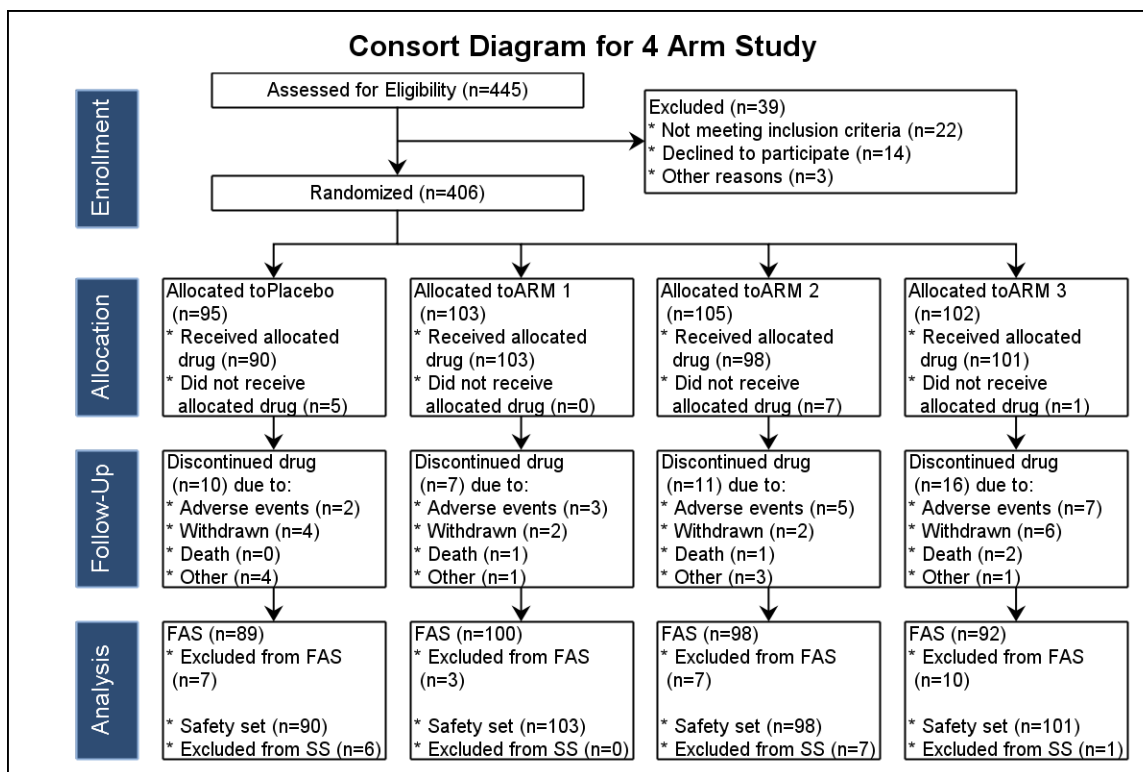 Consort Diagram for 4 Arm Study
Enrollment
Assessed for Eligibility (n=445)
Excluded (n=39)
* Not meeting inclusion criteria (n=22)
* Declined to participate (n=14)
* Other reasons (n=3)
Randomized (n=406)
Allocation
Allocated toPlacebo
(n=95)
* Received allocated
drug (n=90)
* Did not receive
allocated drug (n=5)
Allocated toARM 1
(n=103)
* Received allocated
drug (n=103)
* Did not receive
allocated drug (n=0)
Allocated toARM 2
(n=105)
* Received allocated
drug (n=98)
* Did not receive
allocated drug (n=7)
Allocated toARM 3
(n=102)
* Received allocated
drug (n=101)
* Did not receive
allocated drug (n=1)
Follow-Up
Discontinued drug
(n=10) due to:
* Adverse events (n=2)
* Withdrawn (n=4)
* Death (n=0)
* Other (n=4)
Discontinued drug
(n=7) due to:
* Adverse events (n=3)
* Withdrawn (n=2)
* Death (n=1)
* Other (n=1)
Discontinued drug
(n=11) due to:
* Adverse events (n=5)
* Withdrawn (n=2)
* Death (n=1)
* Other (n=3)
Discontinued drug
(n=16) due to:
* Adverse events (n=7)
* Withdrawn (n=6)
* Death (n=2)
* Other (n=1)
Analysis
FAS (n=89)
* Excluded from FAS
(n=7)
* Safety set (n=90)
* Excluded from SS (n=6)
FAS (n=100)
* Excluded from FAS
(n=3)
* Safety set (n=103)
* Excluded from SS (n=0)
FAS (n=98)
* Excluded from FAS
(n=7)
* Safety set (n=98)
* Excluded from SS (n=7)
FAS (n=92)
* Excluded from FAS
(n=10)
* Safety set (n=101)
* Excluded from SS (n=1)